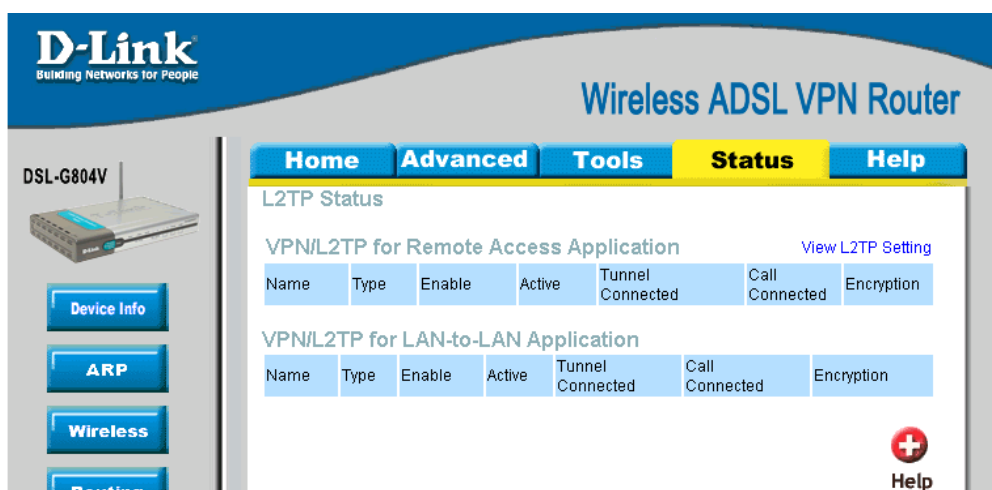 D-Link
Building Networks for People
Wireless ADSL VPN Router
DSL-G804V
Home Advanced Tools Status Help
L2TP Status
VPN/L2TP for Remote Access Application View L2TP Setting
Name Type Enable Active Tunnel Connected Call Connected Encryption
VPN/L2TP for LAN-to-LAN Application
Name Type Enable Active Tunnel Connected Call Connected Encryption
Device Info
ARP
Wireless
Routing
Help